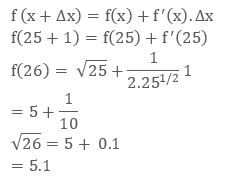 f (x + Δx) = f(x) + f′(x). Δx
f(25 + 1) = f(25) + f′(25)
f(26) = √25 + 1/2.25^1/2 1
= 5 + 1/10
√26 = 5 + 0.1
= 5.1